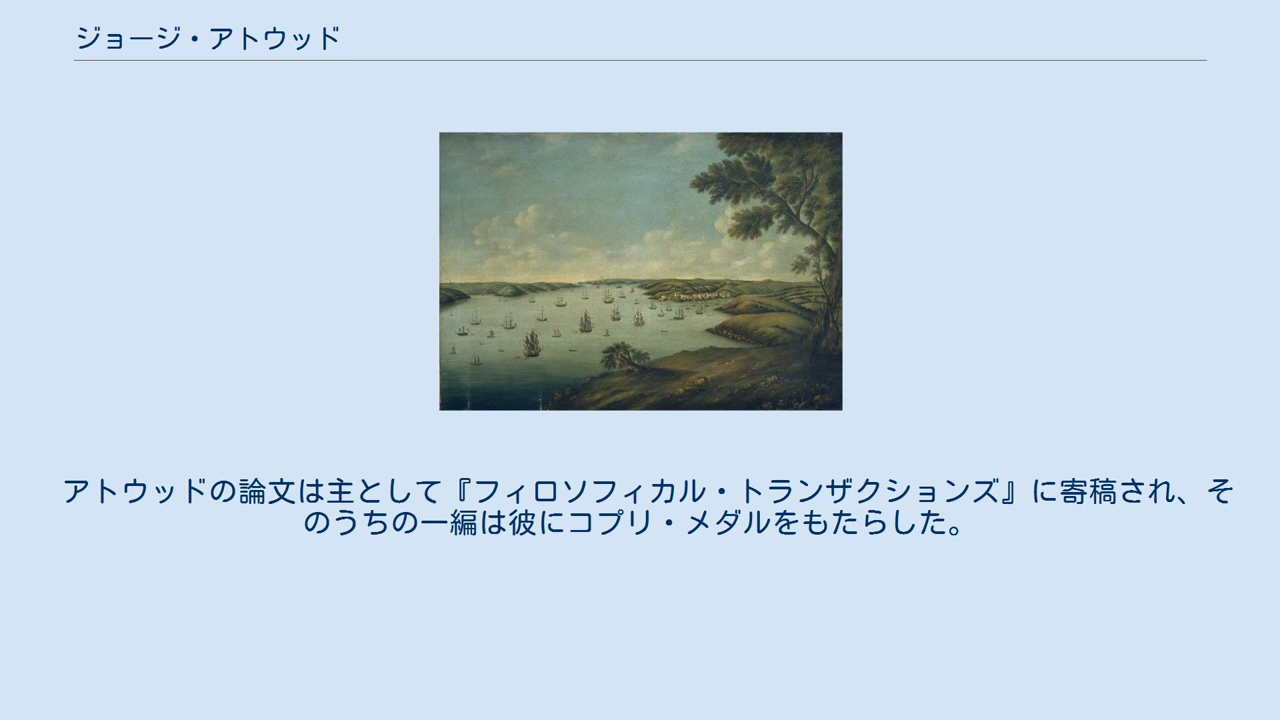 ジョージ・アトウッド
アトウッドの論文は主として『フィロソフィカル・トランザクションズ』に寄稿され、そ
のうちの一編は彼にコプリ・メダルをもたらした。